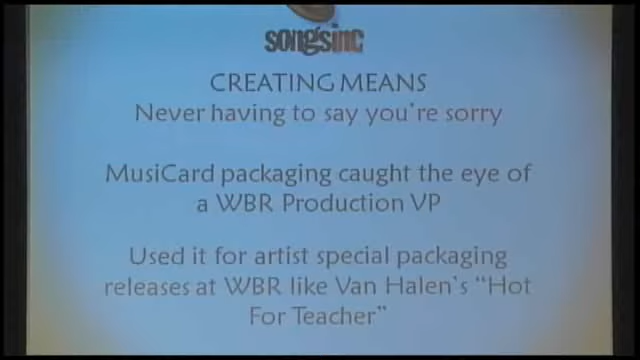 songsinc
CREATING MEANS
Never having to say you're sorry
MusiCard packaging caught the eye of
a WBR Production VP
Used it for artist special packaging
releases at WBR like Van Halen's "Hot
For Teacher"